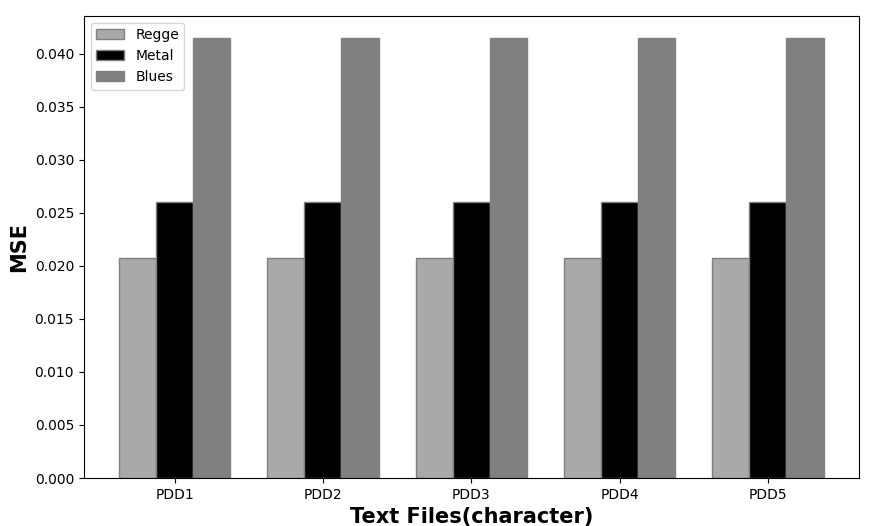 Regge
Metal
Blues
0.040
0.035
0.030
0.025
0.020
0.015
0.010
0.005
0.000
MSE
PDD1 PDD2 PDD3 PDD4 PDD5
Text Files(character)